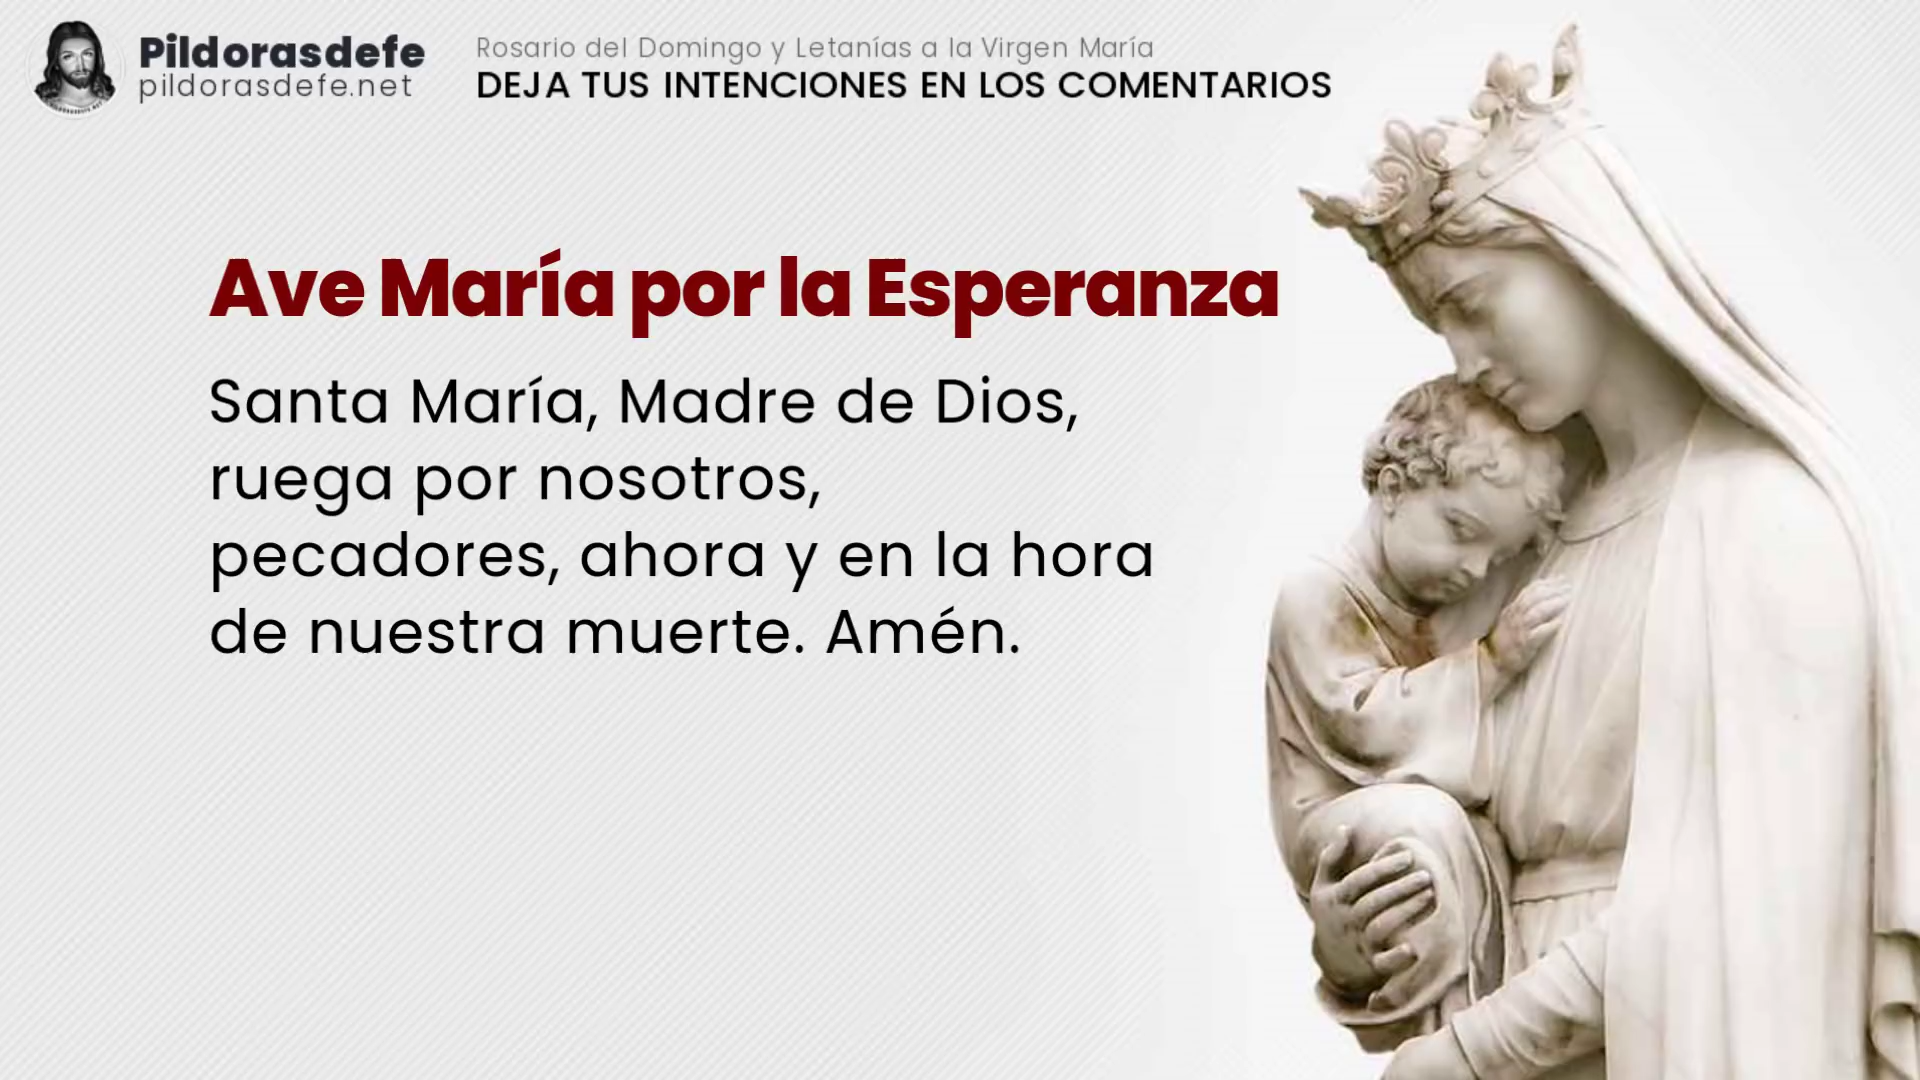 Pildorasdefe
pildorasdefe.net
Rosario del Domingo y Letanías a la Virgen María
DEJA TUS INTENCIONES EN LOS COMENTARIOS
Ave María por la Esperanza
Santa María, Madre de Dios,
ruega por nosotros,
pecadores, ahora y en la hora
de nuestra muerte. Amén.